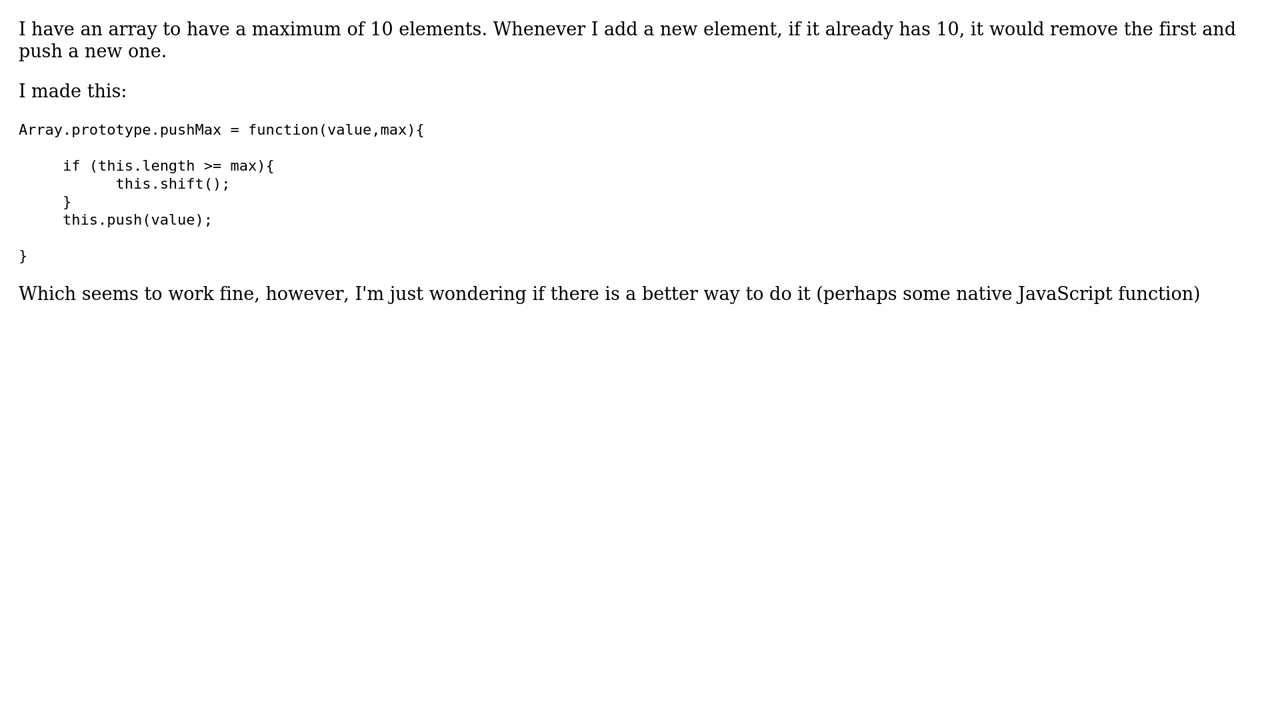 I have an array to have a maximum of 10 elements. Whenever I add a new element, if it already has 10, it would remove the first and
push a new one.
I made this:
Array.prototype.pushMax = function(value,max){
     if (this.length >= max){
           this.shift();
     }
     this.push(value);
}
Which seems to work fine, however, I'm just wondering if there is a better way to do it (perhaps some native JavaScript function)